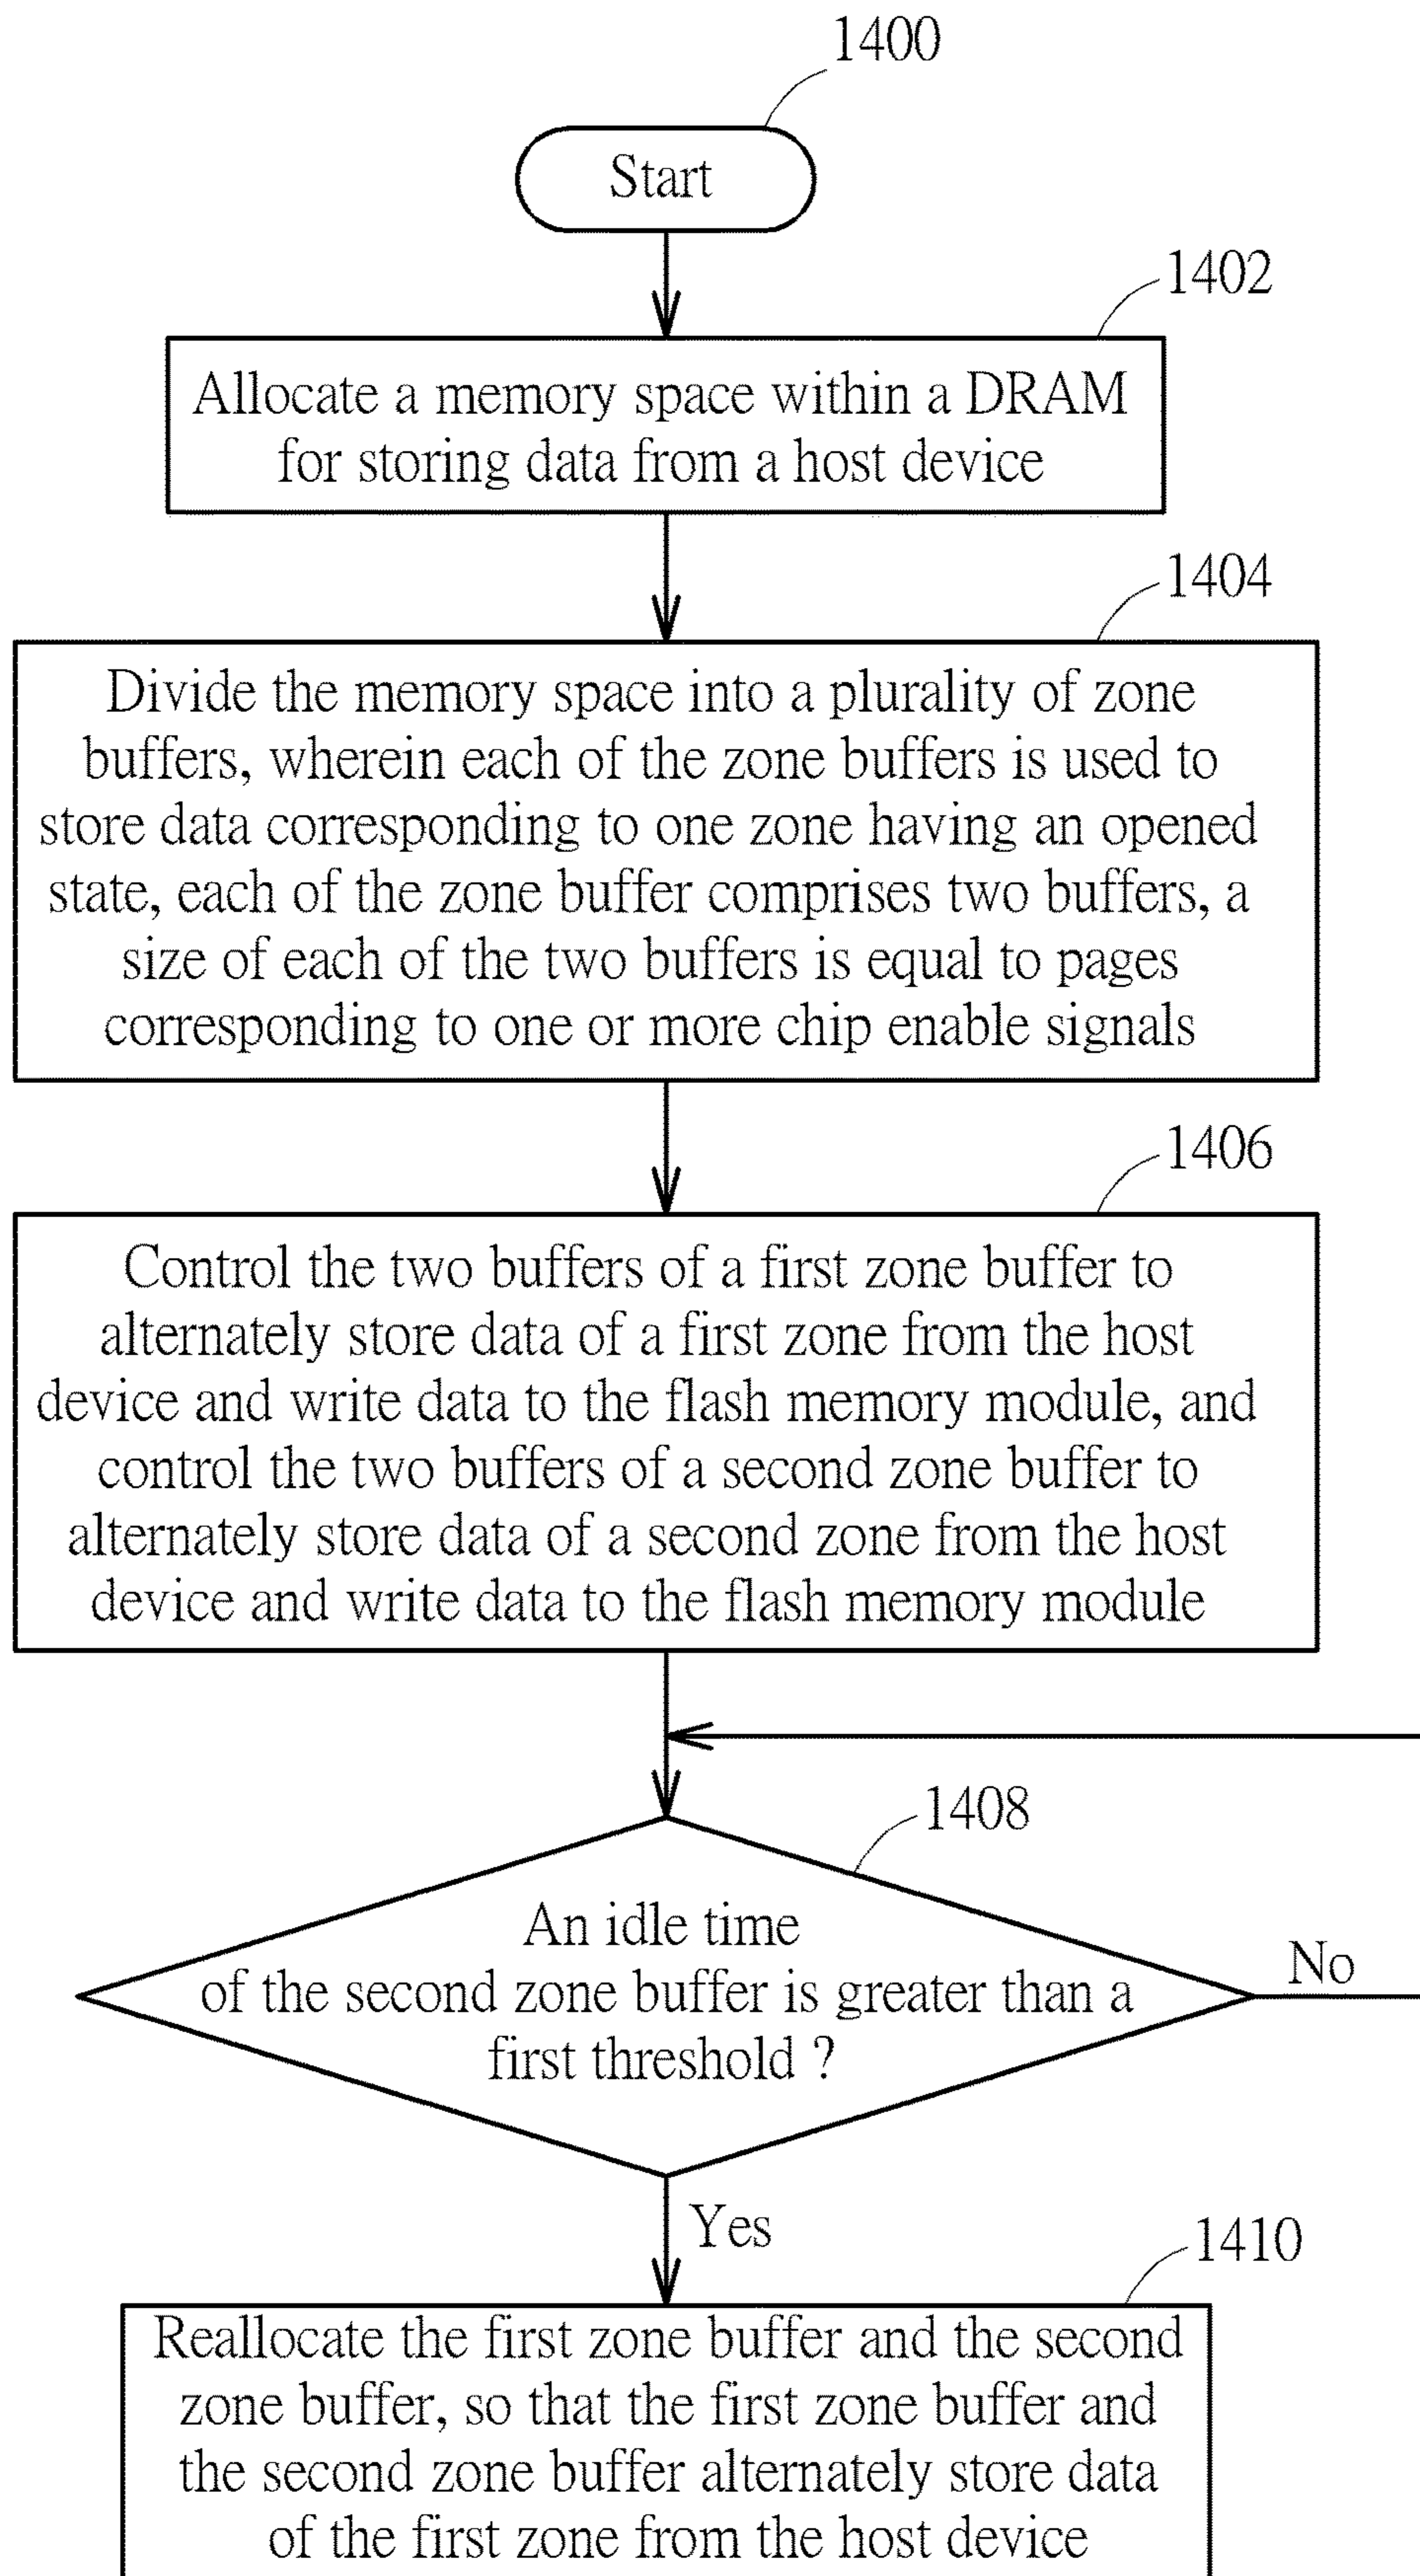 1400
Start
1402
Allocate a memory space within a DRAM
for storing data from a host device
1404
Divide the memory space into a plurality of zone
buffers, wherein each of the zone buffers is used to
store data corresponding to one zone having an opened
state, each of the zone buffer comprises two buffers, a
size of each of the two buffers is equal to pages
corresponding to one or more chip enable signals
1406
Control the two buffers of a first zone buffer to
alternately store data of a first zone from the host
device and write data to the flash memory module, and
control the two buffers of a second zone buffer to
alternately store data of a second zone from the host
device and write data to the flash memory module
1408
An idle time
of the second zone buffer is greater than a
first threshold ?
No
Yes
1410
Reallocate the first zone buffer and the second
zone buffer, so that the first zone buffer and
the second zone buffer alternately store data
of the first zone from the host device